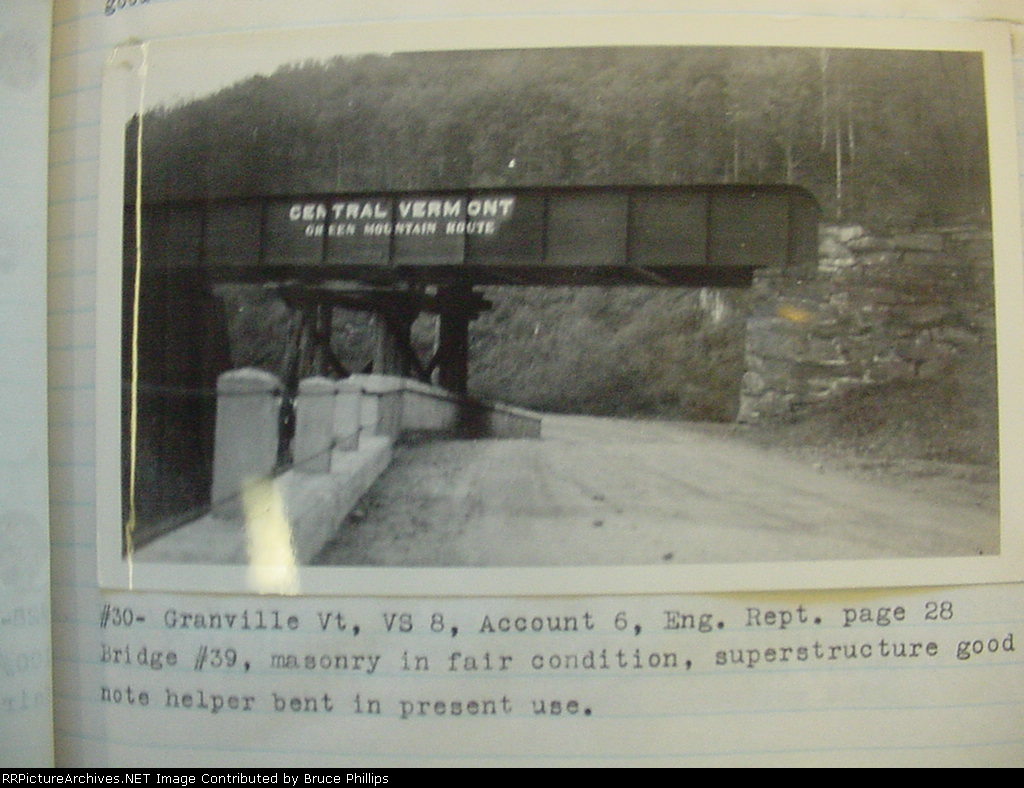 good
CENTRAL VERMONT
GREEN MOUNTAIN ROUTE
#30- Granville Vt, VS 8, Account 6, Eng. Rept. page 28
Bridge #39, masonry in fair condition, superstructure good
note helper bent in present use.
RRPictureArchives.NET Image Contributed by Bruce Phillips